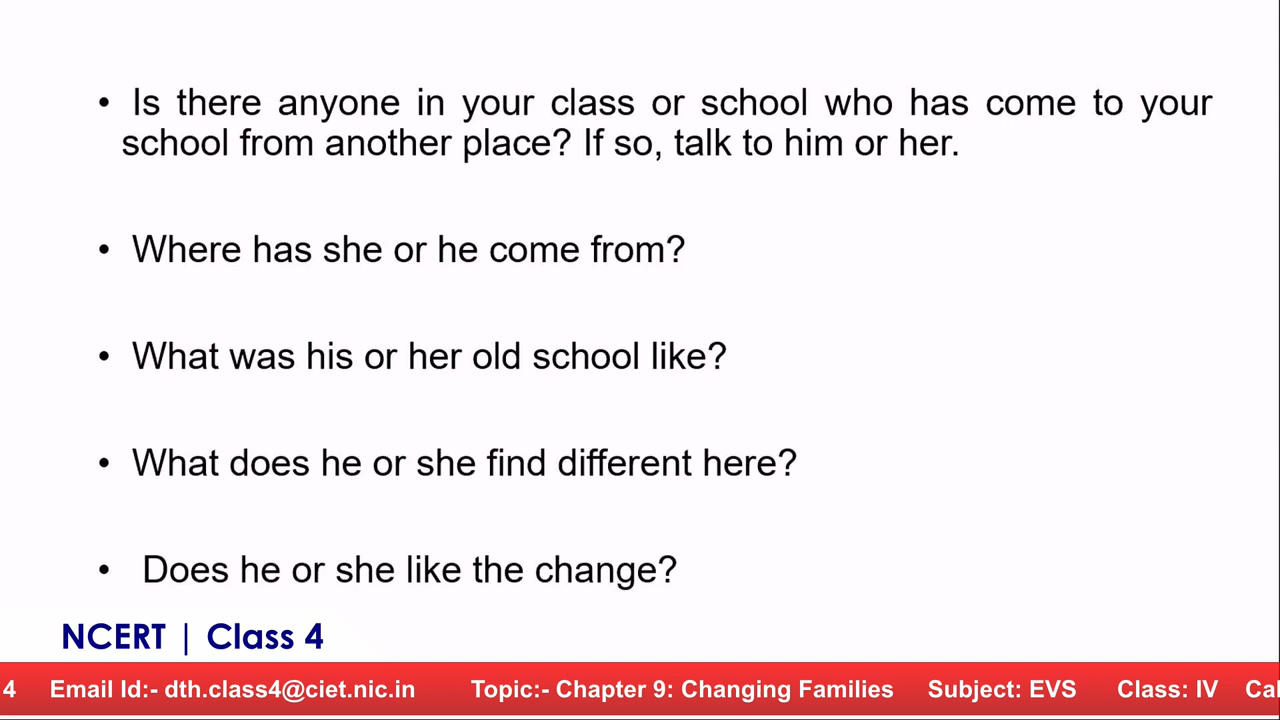 • Is there anyone in your class or school who has come to your
school from another place? If so, talk to him or her.
• Where has she or he come from?
• What was his or her old school like?
• What does he or she find different here?
• Does he or she like the change?
NCERT | Class 4
4 Email Id:- dth.class4@ciet.nic.in Topic:- Chapter 9: Changing Families Subject: EVS Class: IV